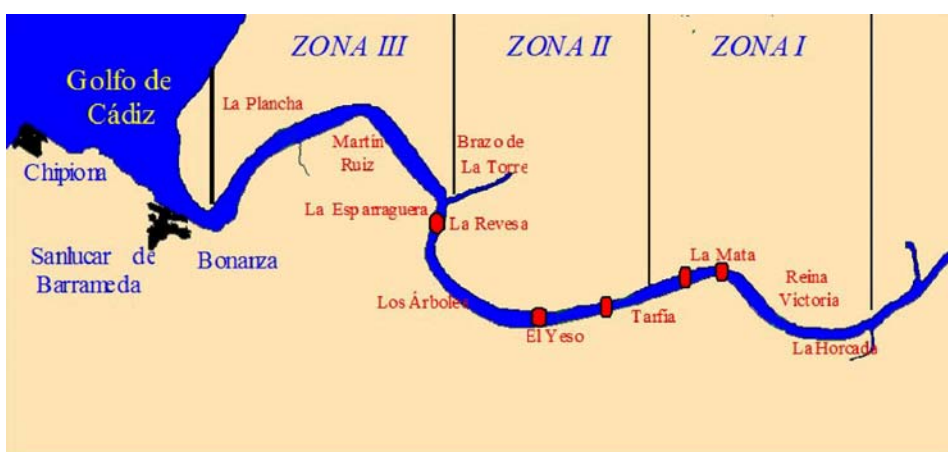 ZONA III
ZONA II
ZONA I
Golfo de
Cádiz
La Plancha
Martin
Ruiz
Brazo de
La Torre
Chipiona
La Esparraguera
La Revesa
Sanlucar de
Barrameda
Bonanza
La Mata
Reina
Victoria
Los Árboles
El Yeso
Tarfia
La Horcada